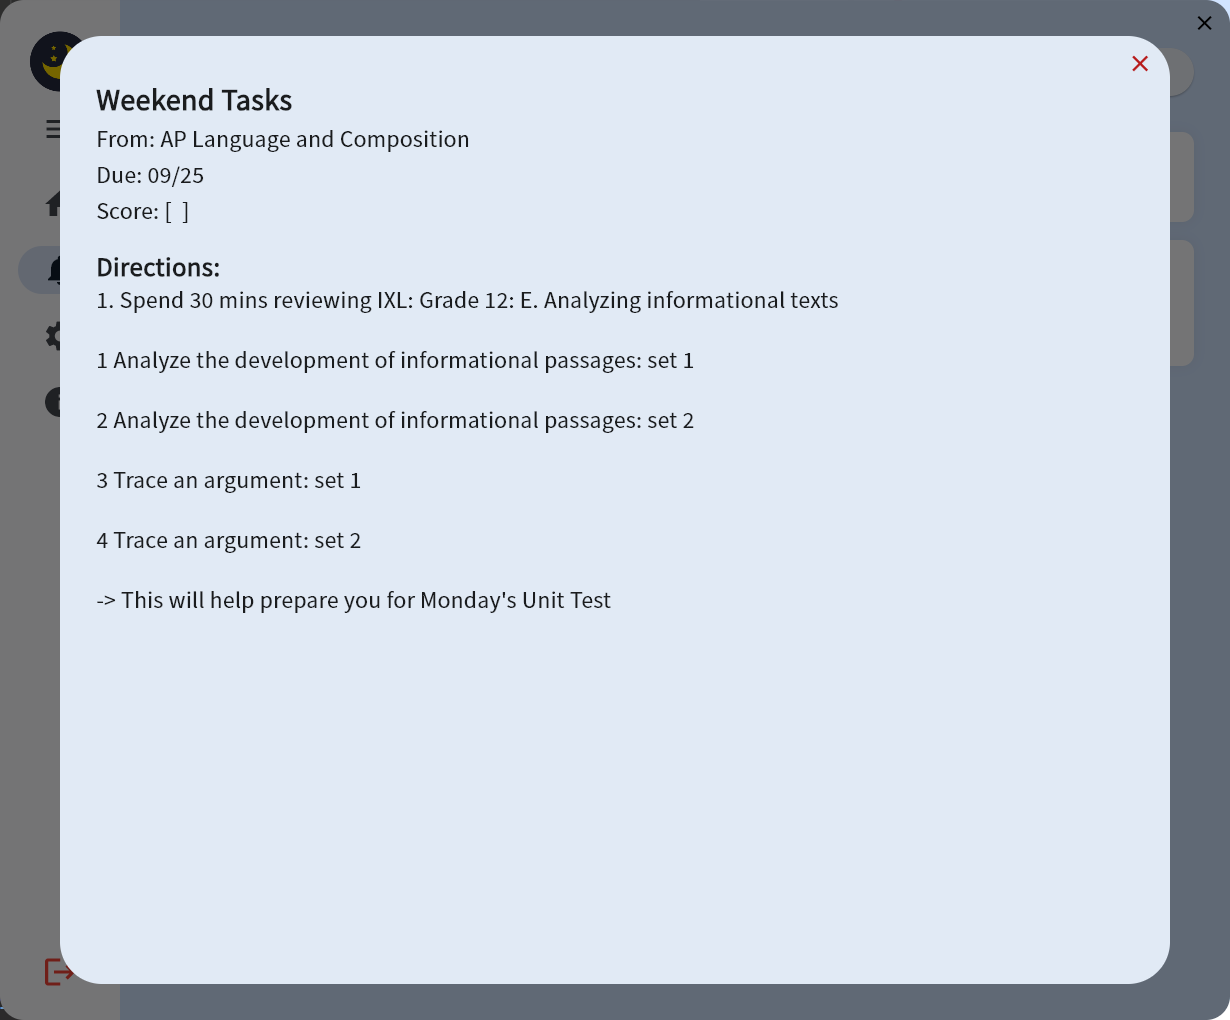 Weekend Tasks
From: AP Language and Composition
Due: 09/25
Score: [  ]
Directions:
1. Spend 30 mins reviewing IXL: Grade 12: E. Analyzing informational texts
1 Analyze the development of informational passages: set 1
2 Analyze the development of informational passages: set 2
3 Trace an argument: set 1
4 Trace an argument: set 2
-> This will help prepare you for Monday's Unit Test